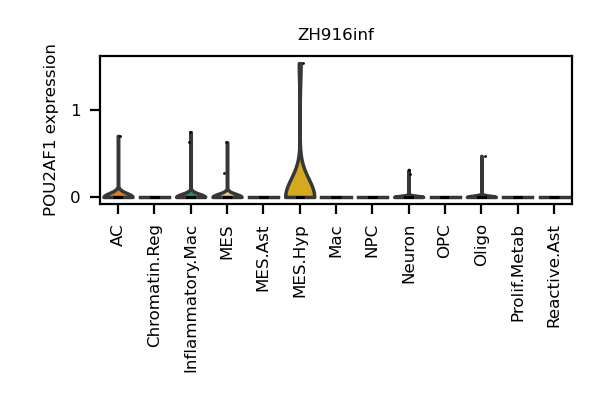 ZH916inf
POU2AF1 expression
1
0
AC
Chromatin.Reg
Inflammatory.Mac
MES
MES.Ast
MES.Hyp
Mac
NPC
Neuron
OPC
Oligo
Prolif.Metab
Reactive.Ast